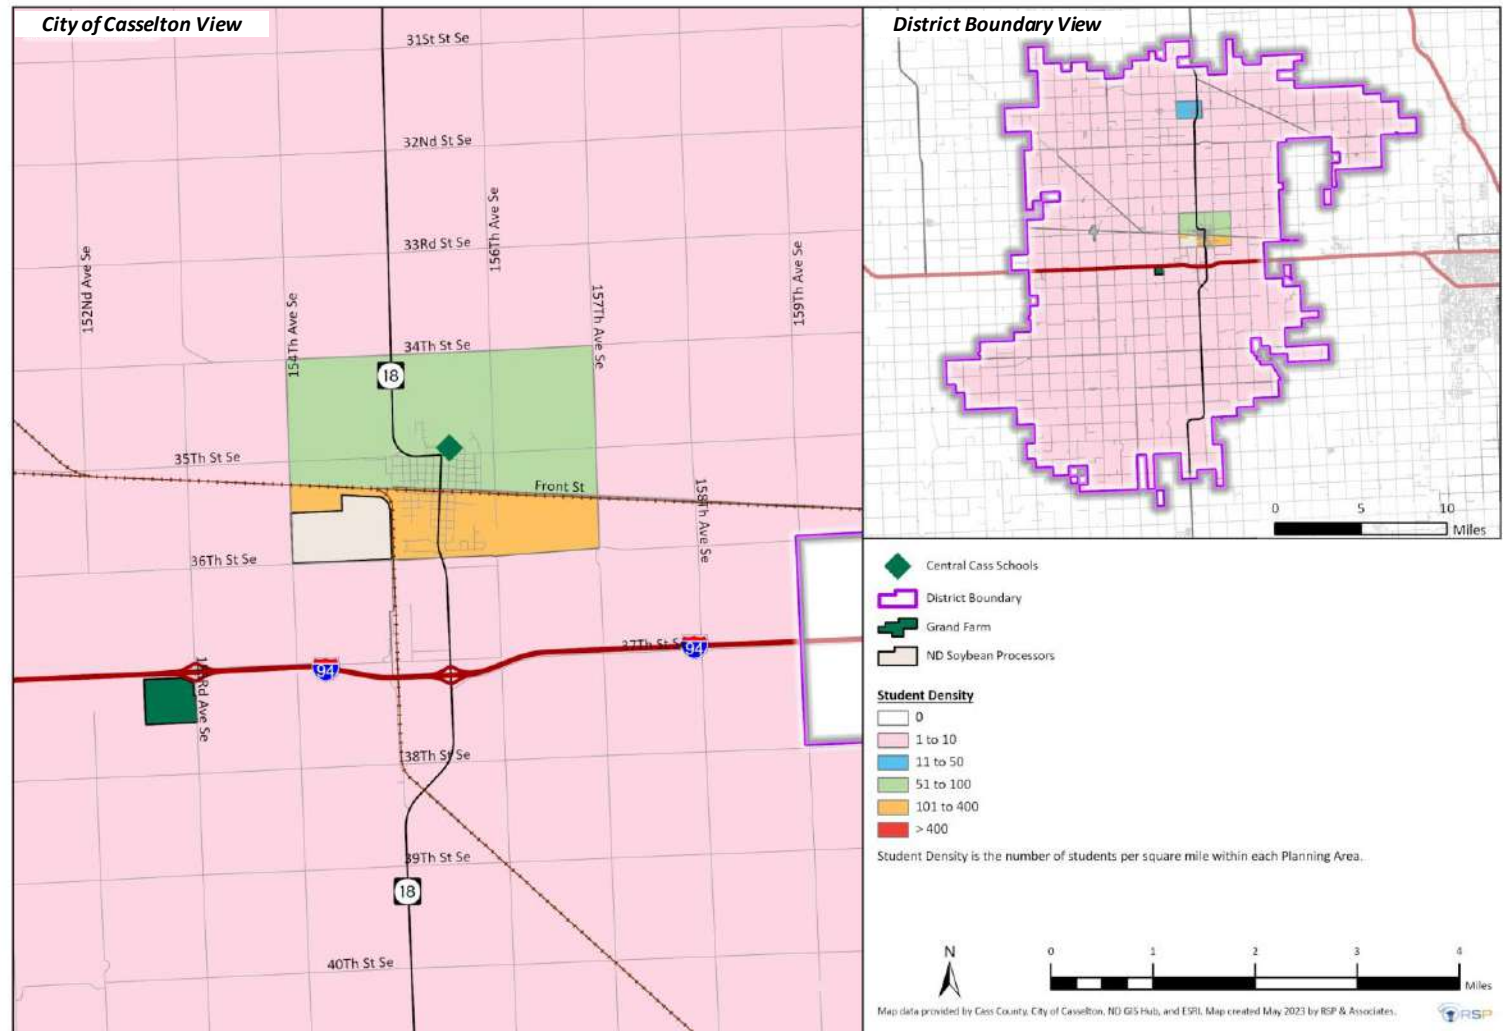 City of Casselton View
31St St Se
32Nd St Se
156Th Ave Se
33Rd St Se
152Nd Ave Se
159Th Ave Se
154Th Ave Se
157Th Ave Se
34Th St Se
18
35Th St Se
Front St
158Th Ave Se
36Th St Se
37Th St Se
94
94
Rd Ave Se
38Th St Se
39Th St Se
18
40Th St Se
District Boundary View
0 5 10
Miles
Central Cass Schools
District Boundary
Grand Farm
ND Soybean Processors
Student Density
0
1 to 10
11 to 50
51 to 100
101 to 400
> 400
Student Density is the number of students per square mile within each Planning Area.
N
0 1 2 3 4
Miles
Map data provided by Cass County, City of Casselton, ND GIS Hub, and ESRI. Map created May 2023 by RSP & Associates.
RSP